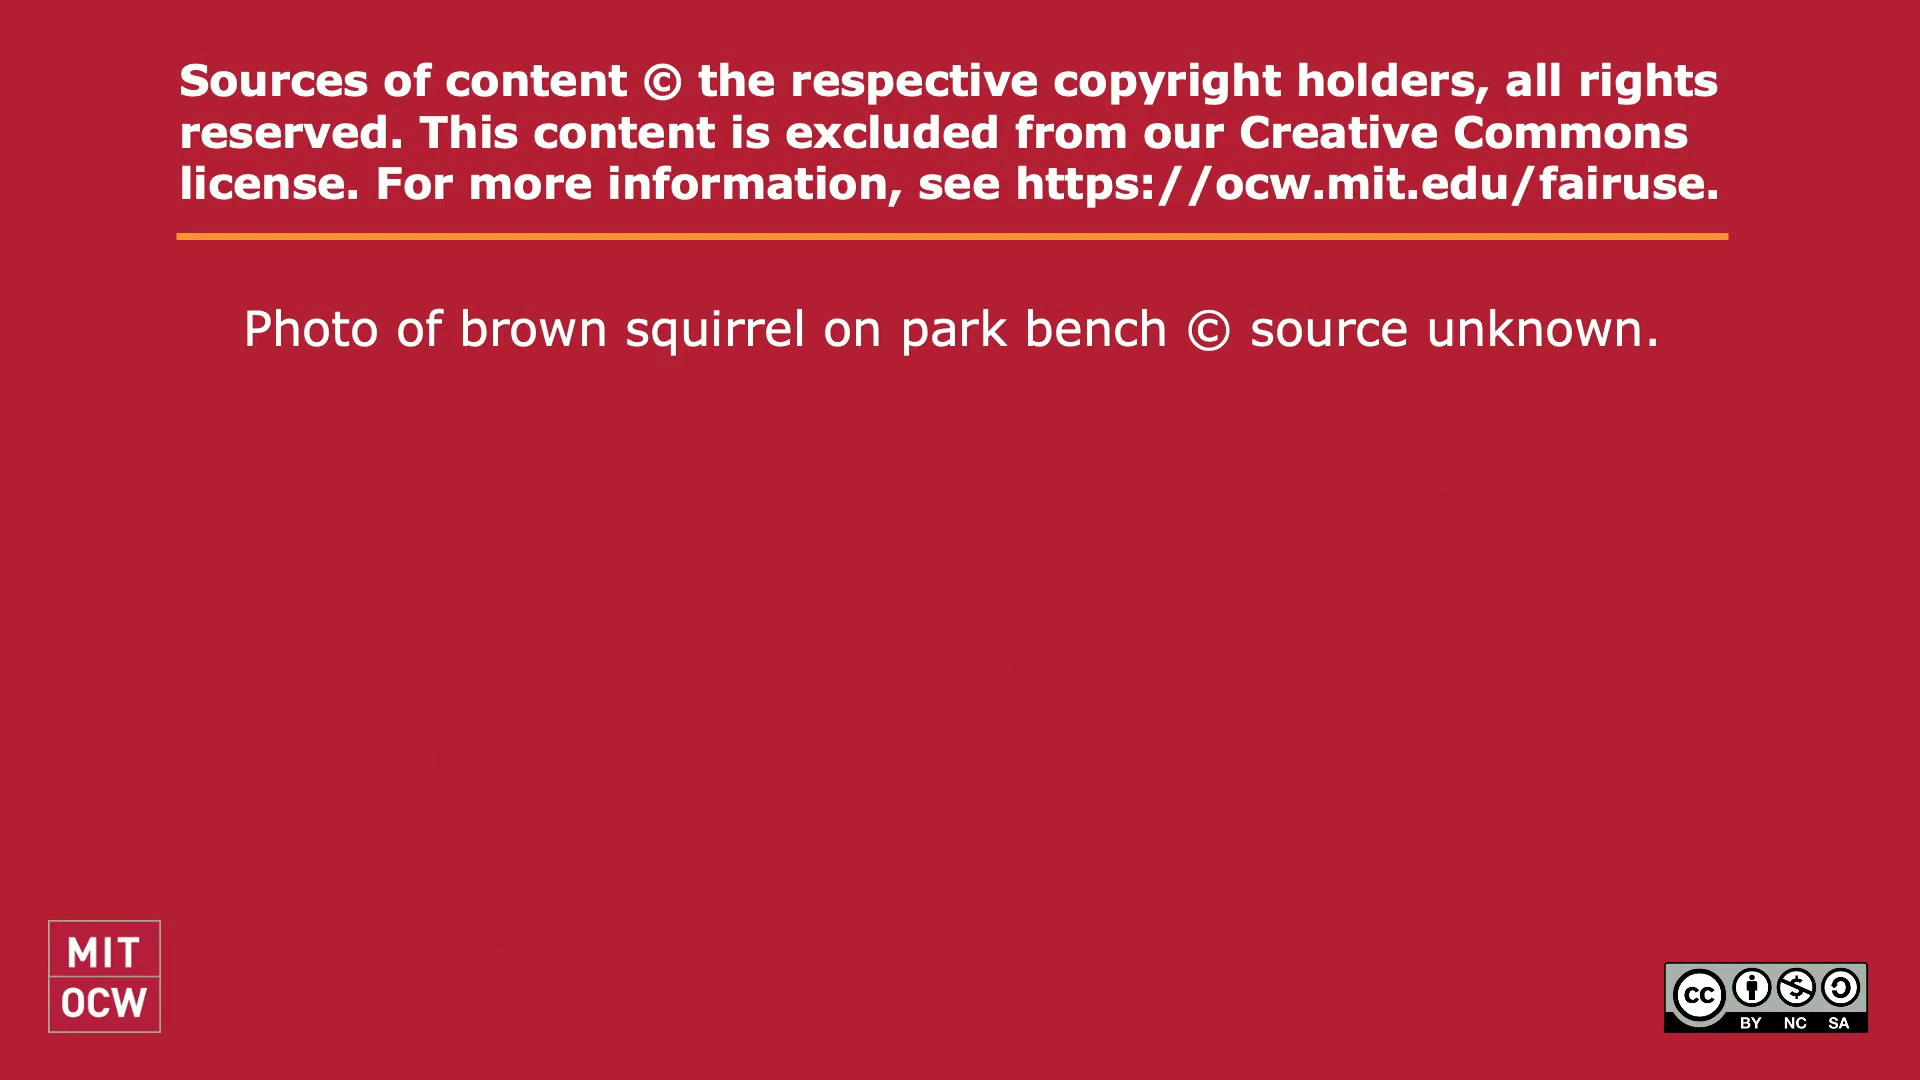 Sources of content © the respective copyright holders, all rights
reserved. This content is excluded from our Creative Commons
license. For more information, see https://ocw.mit.edu/fairuse.
Photo of brown squirrel on park bench © source unknown.
MIT
OCW
cc
BY NC SA